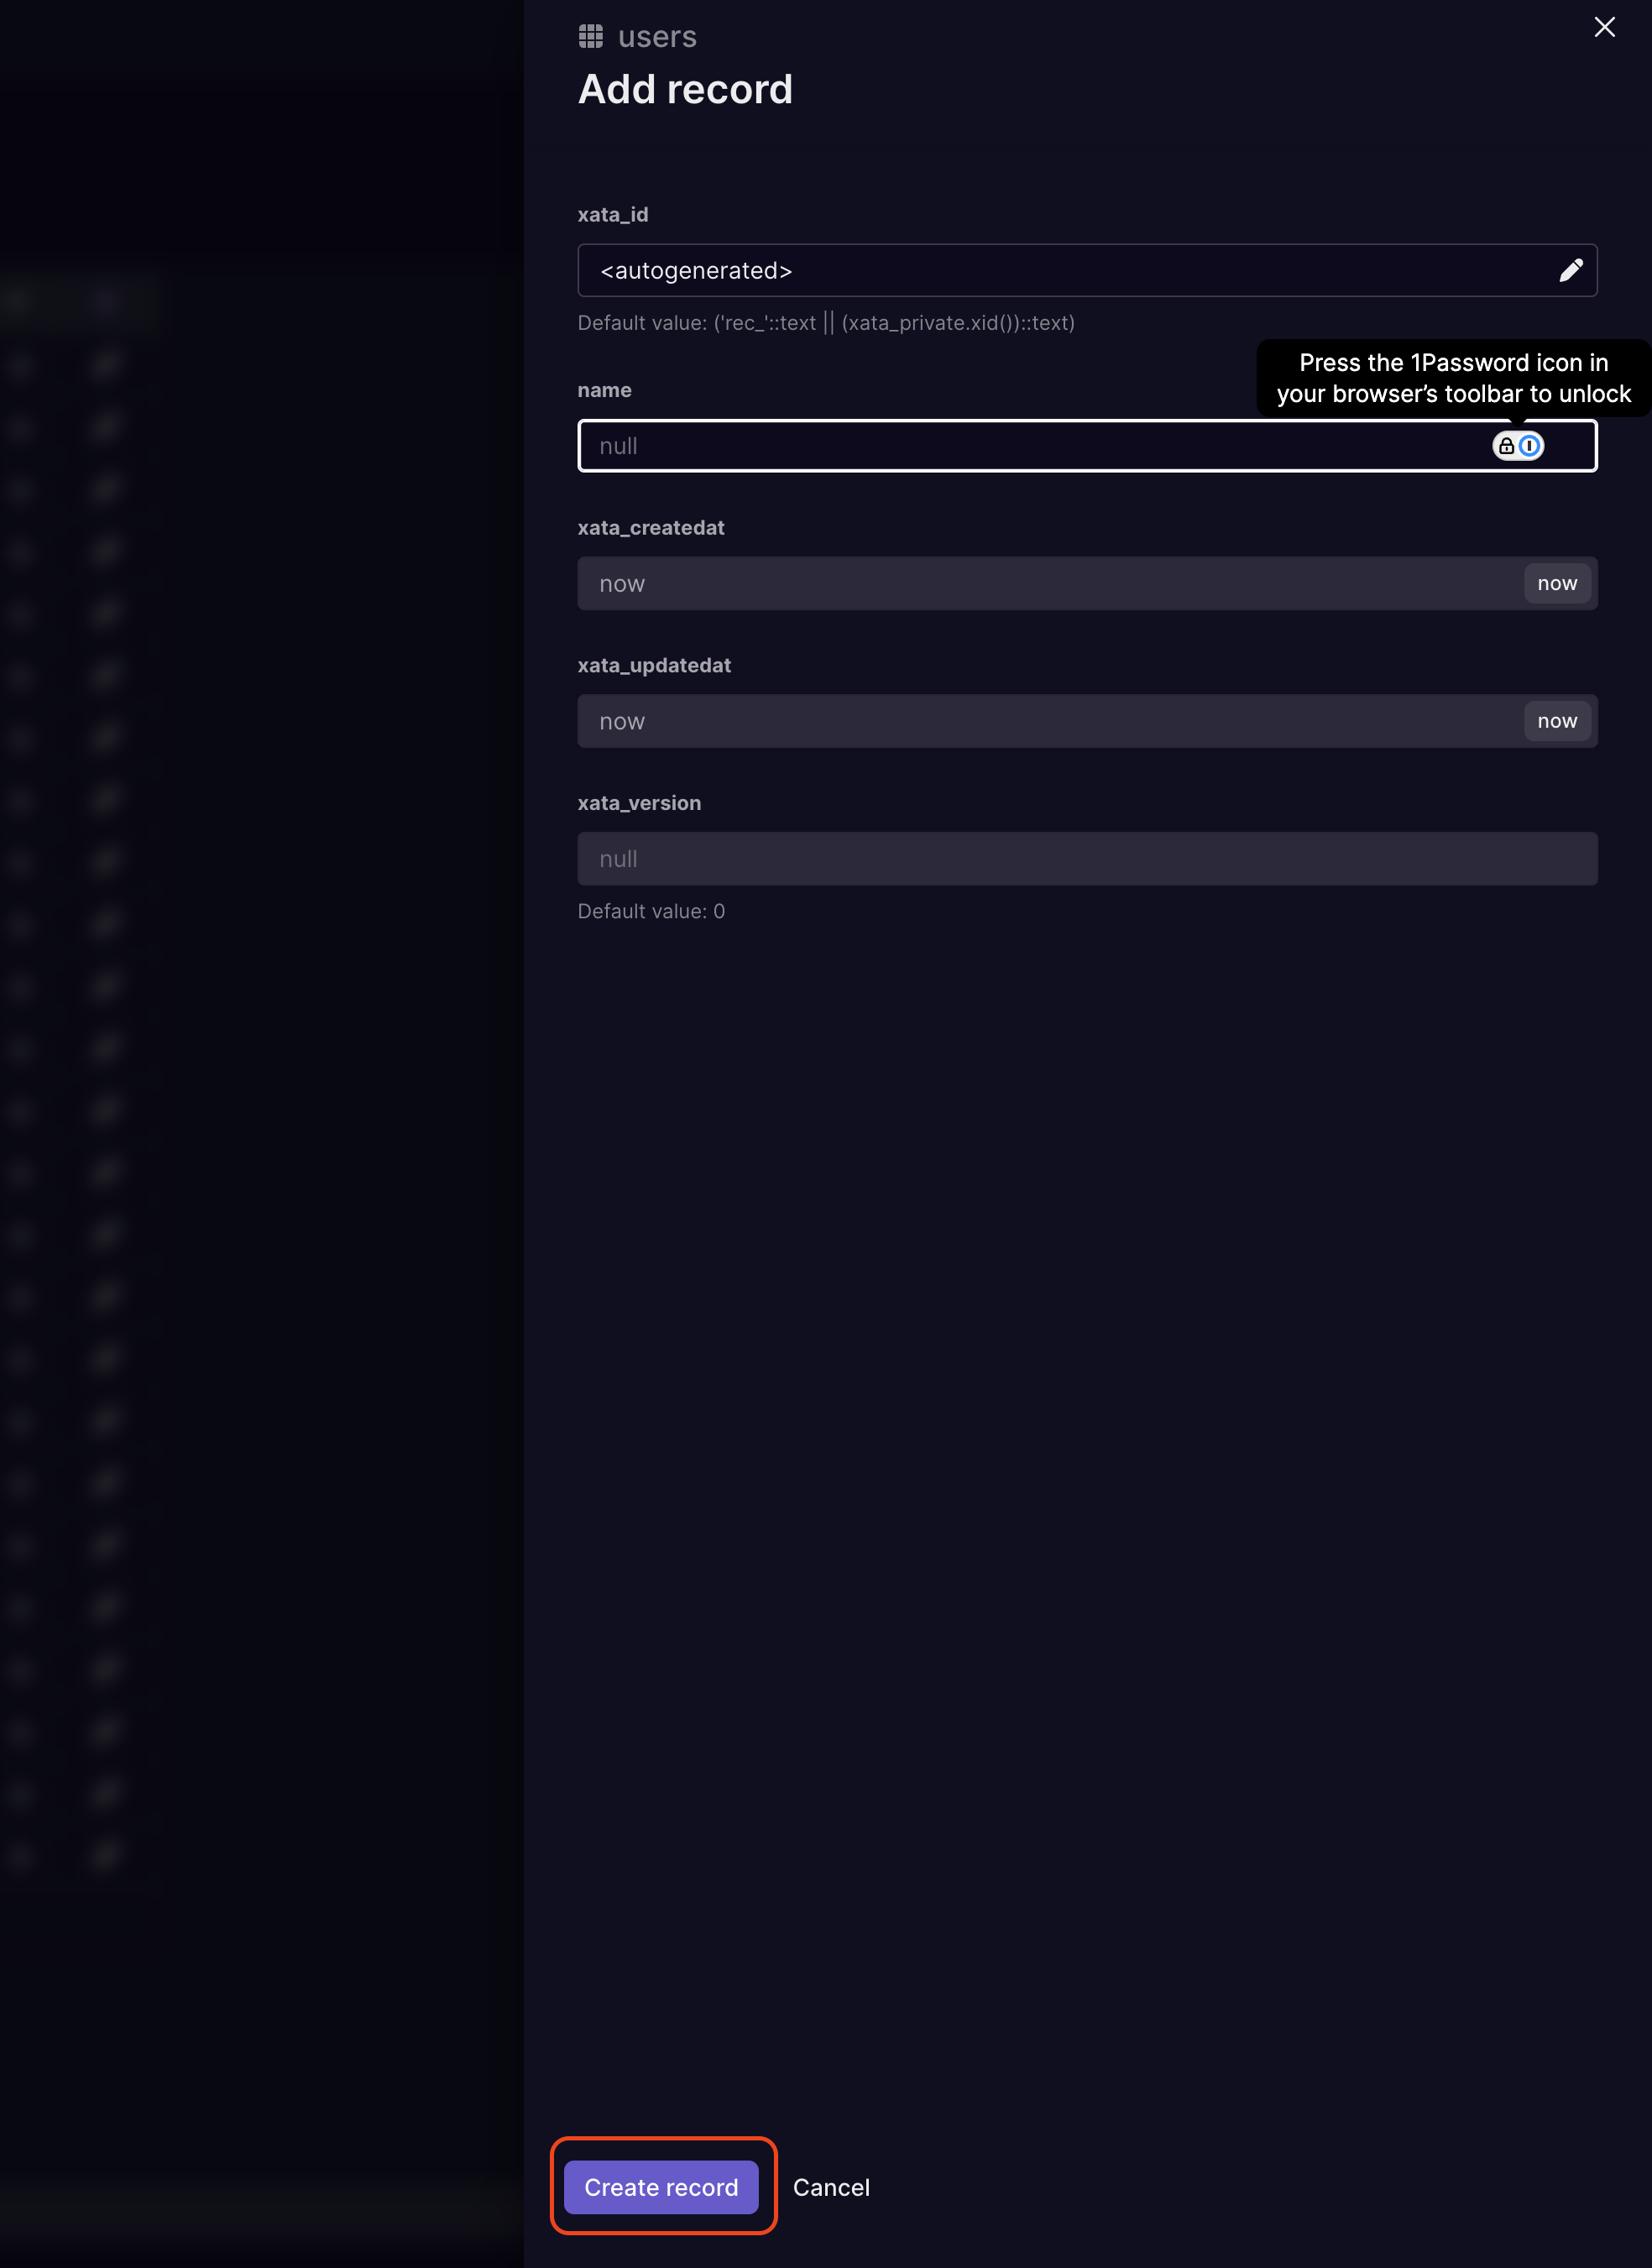 users
Add record
xata_id
<autogenerated>
Default value: ('rec_'::text || (xata_private.xid())::text)
Press the 1Password icon in
your browser’s toolbar to unlock
name
null
xata_createdat
now now
xata_updatedat
now now
xata_version
null
Default value: 0
Create record Cancel